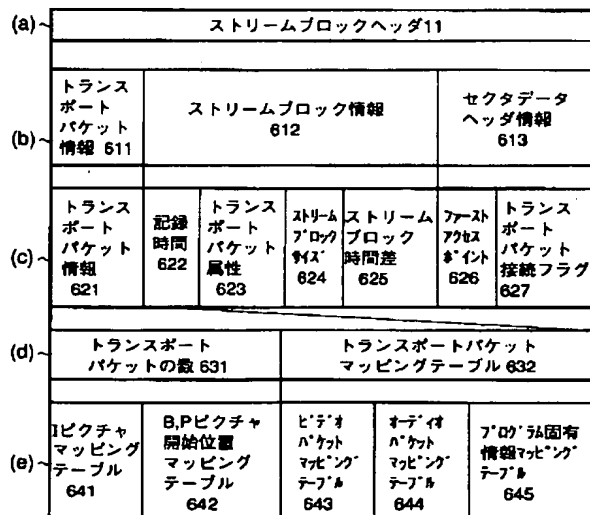 (a)
ストリームブロックヘッダ11
(b)
トランス
ポート
パケット
情報 611
ストリームブロック情報
612
セクタデータ
ヘッダ情報
613
(c)
トランス
ポート
パケット
情報
621
記録
時間
622
トランス
ポート
パケット
属性
623
ストリーム
ブロック
サイズ
624
ストリーム
ブロック
時間差
625
ファースト
アクセス
ポイント
626
トランス
ポート
パケット
接続フラグ
627
(d)
トランスポート
パケットの数 631
トランスポートパケット
マッピングテーブル 632
(e)
Iピクチャ
マッピング
テーブル
641
B,Pピクチャ
開始位置
マッピング
テーブル
642
ビデオ
パケット
マッピング
テーブル
643
オーディオ
パケット
マッピング
テーブル
644
プログラム固有
情報マッピング
テーブル
645